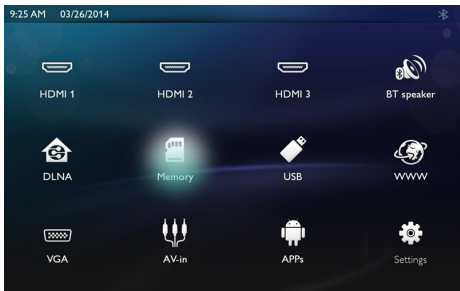 9:25 AM 03/26/2014
HDMI 1 HDMI 2 HDMI 3 BT speaker
DLNA Memory USB WWW
VGA AV-in APPs Settings